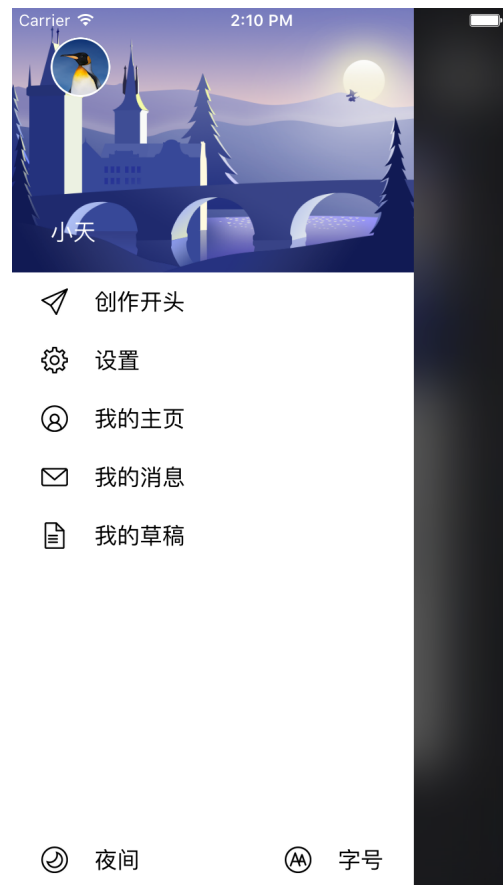 Carrier 2:10 PM
小天
创作开头
设置
我的主页
我的消息
我的草稿
夜间 字号